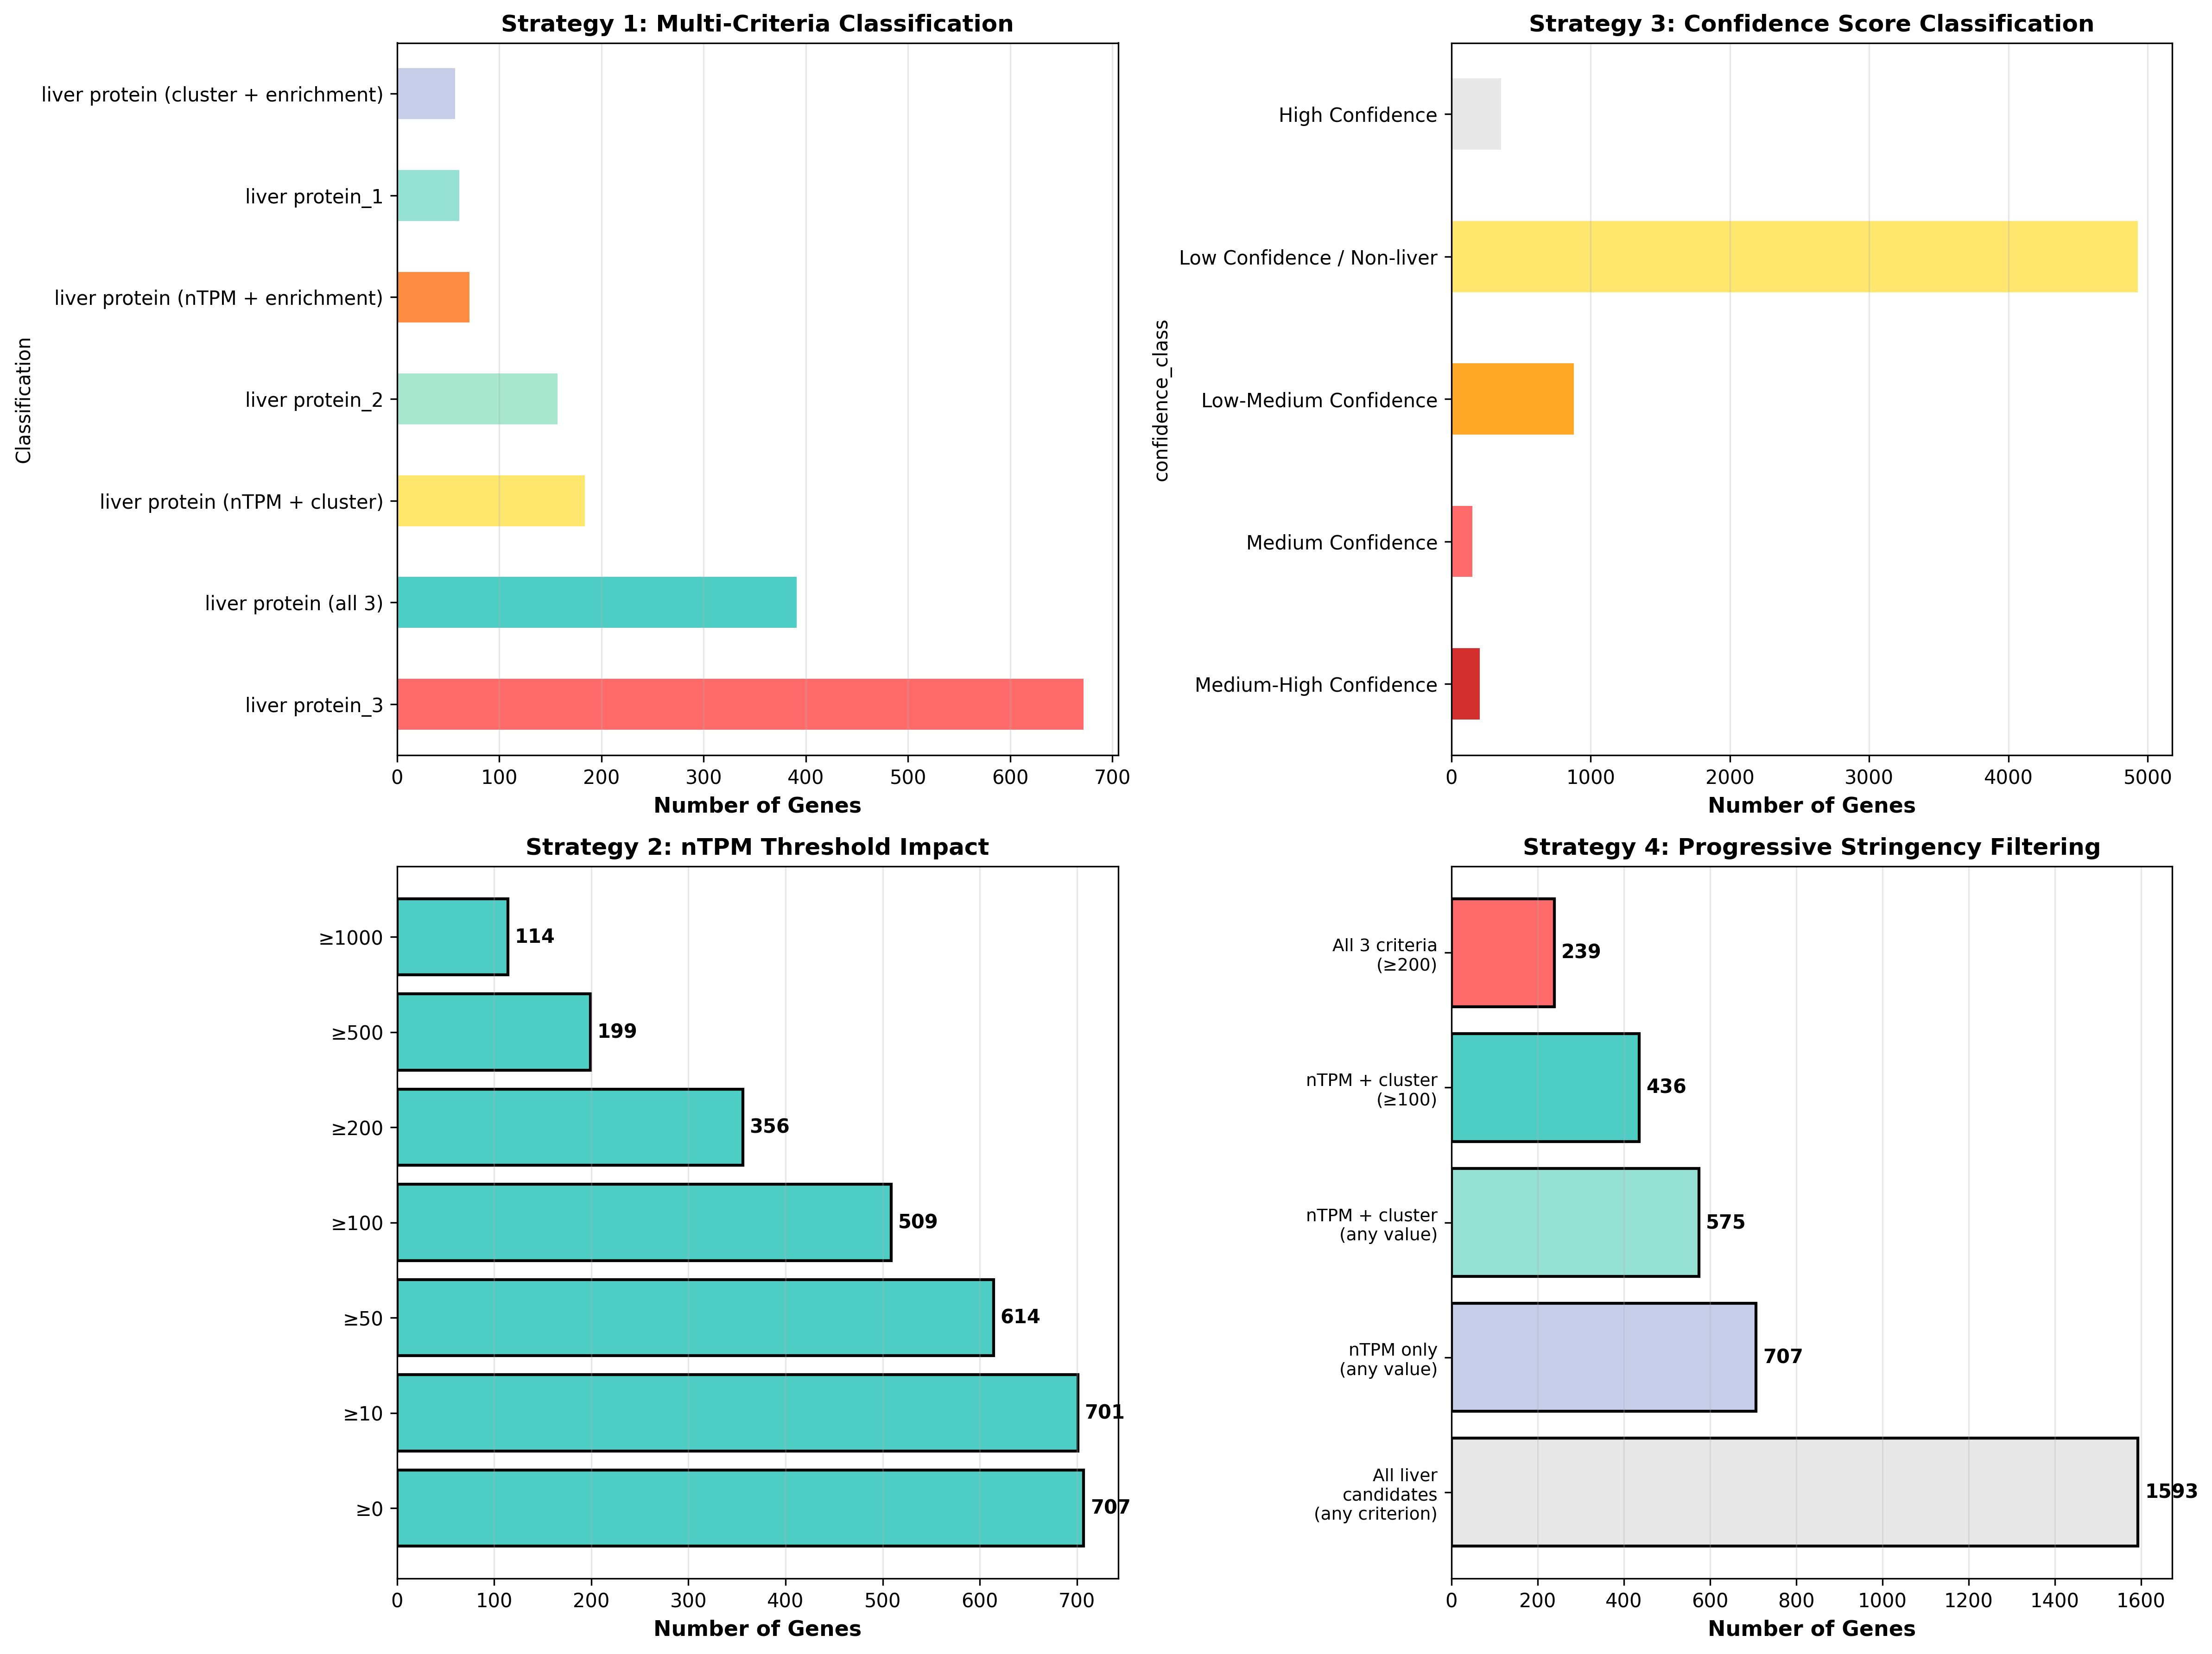 Strategy 1: Multi-Criteria Classification
Classification
liver protein (cluster + enrichment)
liver protein_1
liver protein (nTPM + enrichment)
liver protein_2
liver protein (nTPM + cluster)
liver protein (all 3)
liver protein_3
0 100 200 300 400 500 600 700
Number of Genes
Strategy 3: Confidence Score Classification
confidence_class
High Confidence
Low Confidence / Non-liver
Low-Medium Confidence
Medium Confidence
Medium-High Confidence
0 1000 2000 3000 4000 5000
Number of Genes
Strategy 2: nTPM Threshold Impact
≥1000 114
≥500 199
≥200 356
≥100 509
≥50 614
≥10 701
≥0 707
0 100 200 300 400 500 600 700
Number of Genes
Strategy 4: Progressive Stringency Filtering
All 3 criteria
(≥200)
239
nTPM + cluster
(≥100)
436
nTPM + cluster
(any value)
575
nTPM only
(any value)
707
All liver
candidates
(any criterion)
1593
0 200 400 600 800 1000 1200 1400 1600
Number of Genes